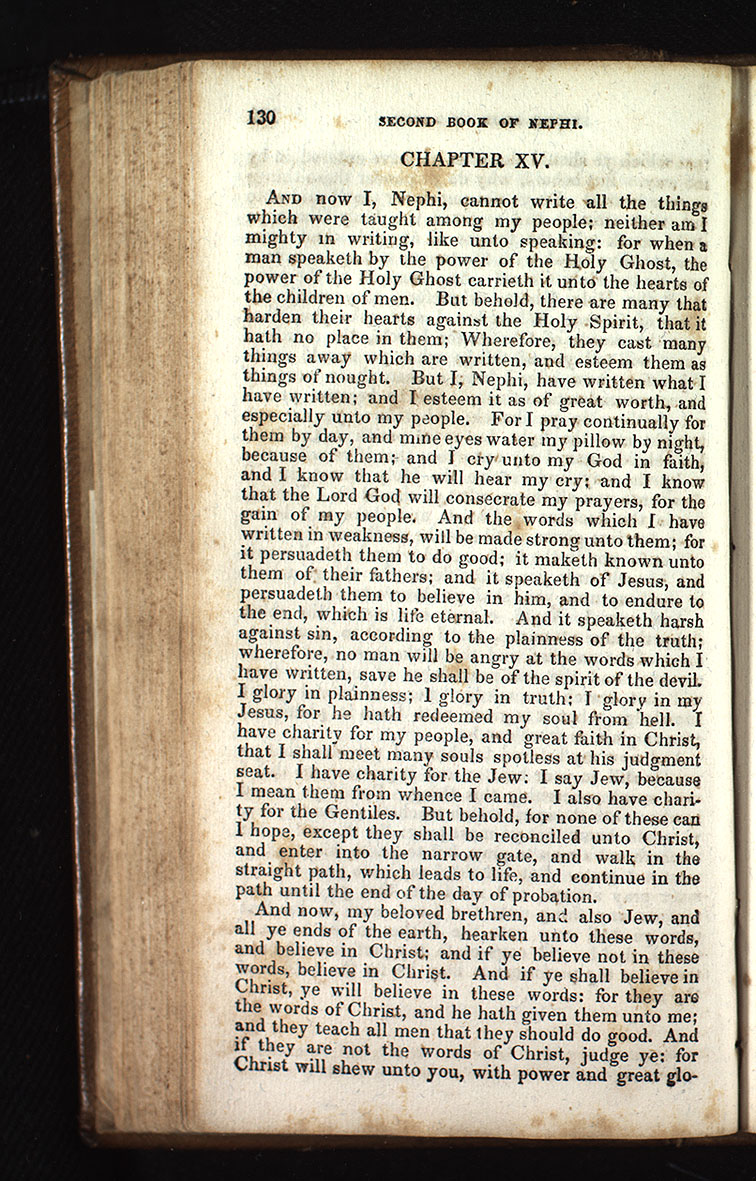 130
SECOND BOOK OF NEPHI.
CHAPTER XV.
AND now I, Nephi, cannot write all the things
which were taught among my people; neither am I
mighty in writing, like unto speaking: for when a
man speaketh by the power of the Holy Ghost, the
power of the Holy Ghost carrieth it unto the hearts of
the children of men. But behold, there are many that
harden their hearts against the Holy Spirit, that it
hath no place in them; Wherefore, they cast many
things away which are written, and esteem them as
things of nought. But I, Nephi, have written what I
have written; and I esteem it as of great worth, and
especially unto my people. For I pray continually for
them by day, and mine eyes water my pillow by night,
because of them; and I cry unto my God in faith,
and I know that he will hear my cry; and I know
that the Lord God will consecrate my prayers, for the
gain of my people. And the words which I have
written in weakness, will be made strong unto them; for
it persuadeth them to do good; it maketh known unto
them of their fathers; and it speaketh of Jesus, and
persuadeth them to believe in him, and to endure to
the end, which is life eternal. And it speaketh harsh
against sin, according to the plainness of the truth;
wherefore, no man will be angry at the words which I
have written, save he shall be of the spirit of the devil.
I glory in plainness; I glory in truth; I glory in my
Jesus, for he hath redeemed my soul from hell. I
have charity for my people, and great faith in Christ,
that I shall meet many souls spotless at his judgment
seat. I have charity for the Jew: I say Jew, because
I mean them from whence I came. I also have chari-
ty for the Gentiles. But behold, for none of these can
I hope, except they shall be reconciled unto Christ,
and enter into the narrow gate, and walk in the
straight path, which leads to life, and continue in the
path until the end of the day of probation.
And now, my beloved brethren, and also Jew, and
all ye ends of the earth, hearken unto these words,
and believe in Christ; and if ye believe not in these
words, believe in Christ. And if ye shall believe in
Christ, ye will believe in these words: for they are
the words of Christ, and he hath given them unto me;
and they teach all men that they should do good. And
if they are not the words of Christ, judge ye: for
Christ will shew unto you, with power and great glo-